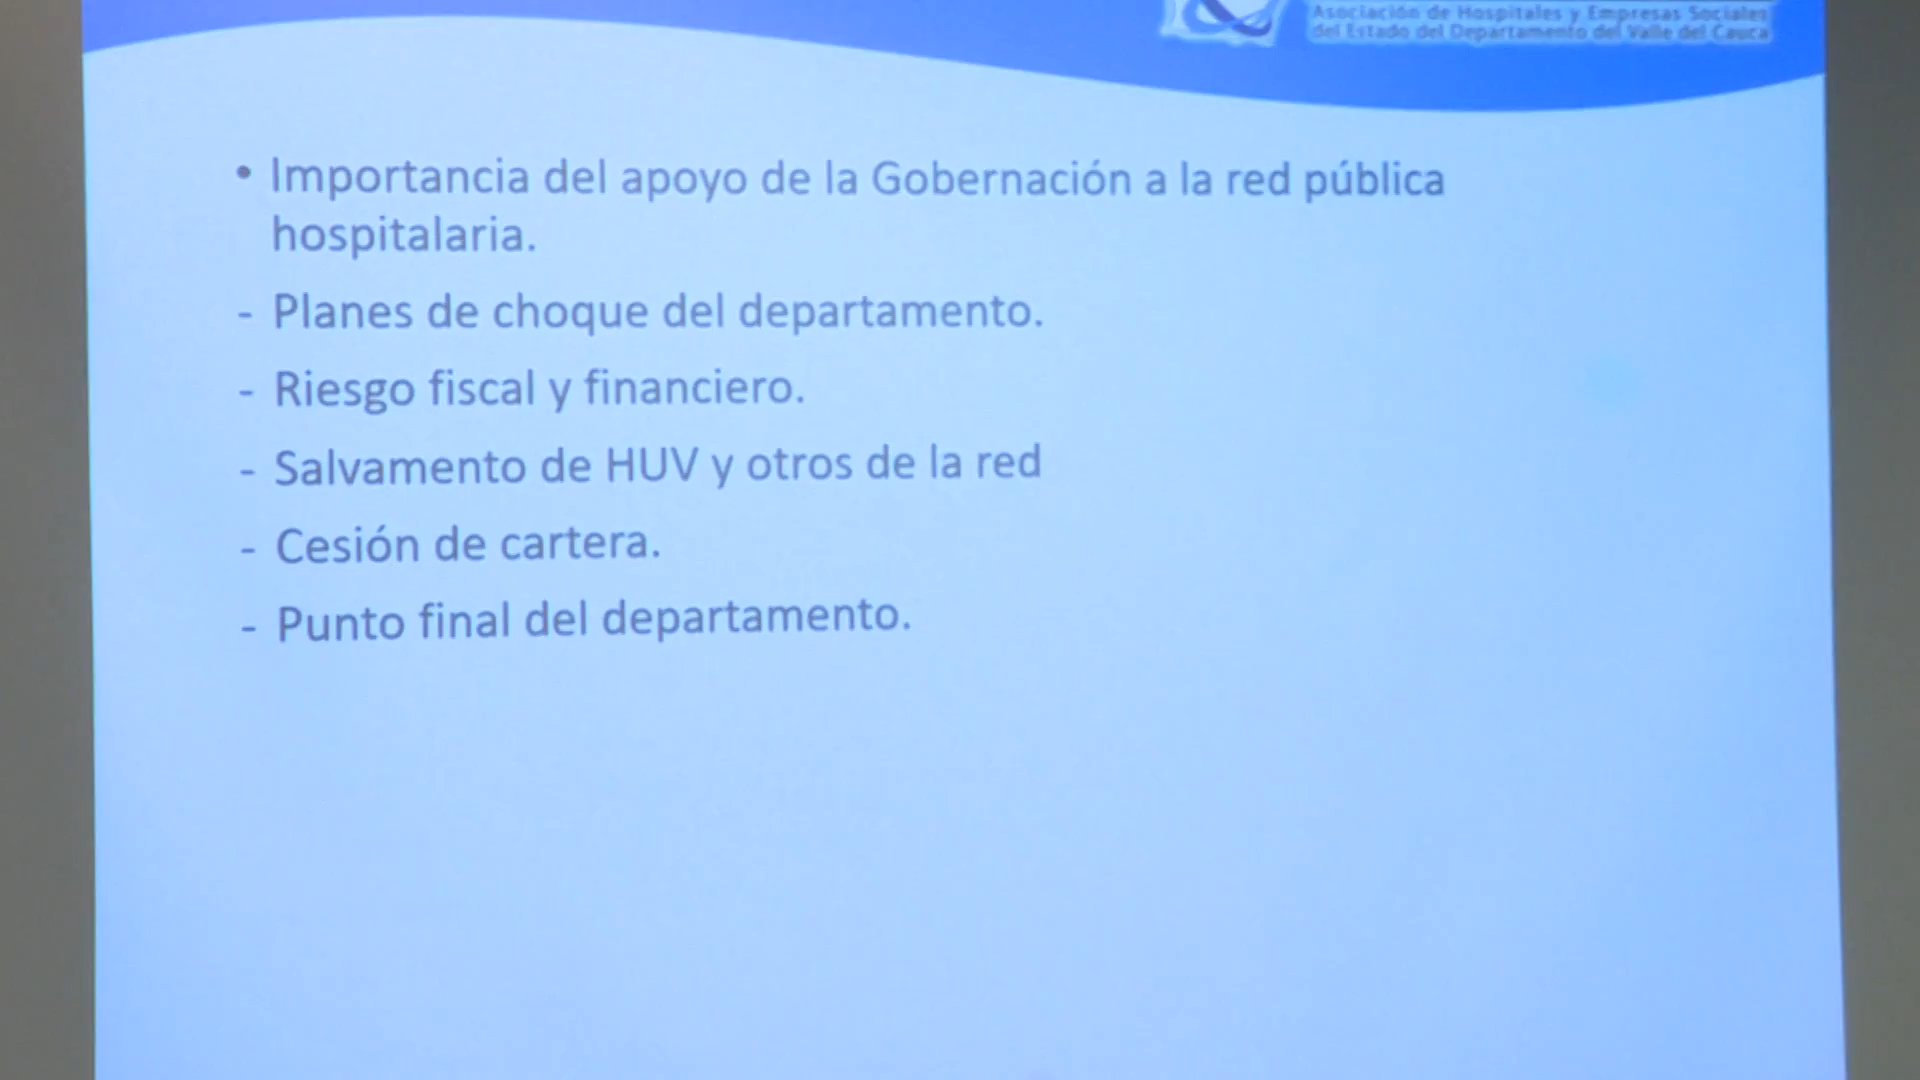 Asociación de Hospitales y Empresas Sociales
del Estado del Departamento del Valle del Cauca
• Importancia del apoyo de la Gobernación a la red pública
hospitalaria.
- Planes de choque del departamento.
- Riesgo fiscal y financiero.
- Salvamento de HUV y otros de la red
- Cesión de cartera.
- Punto final del departamento.